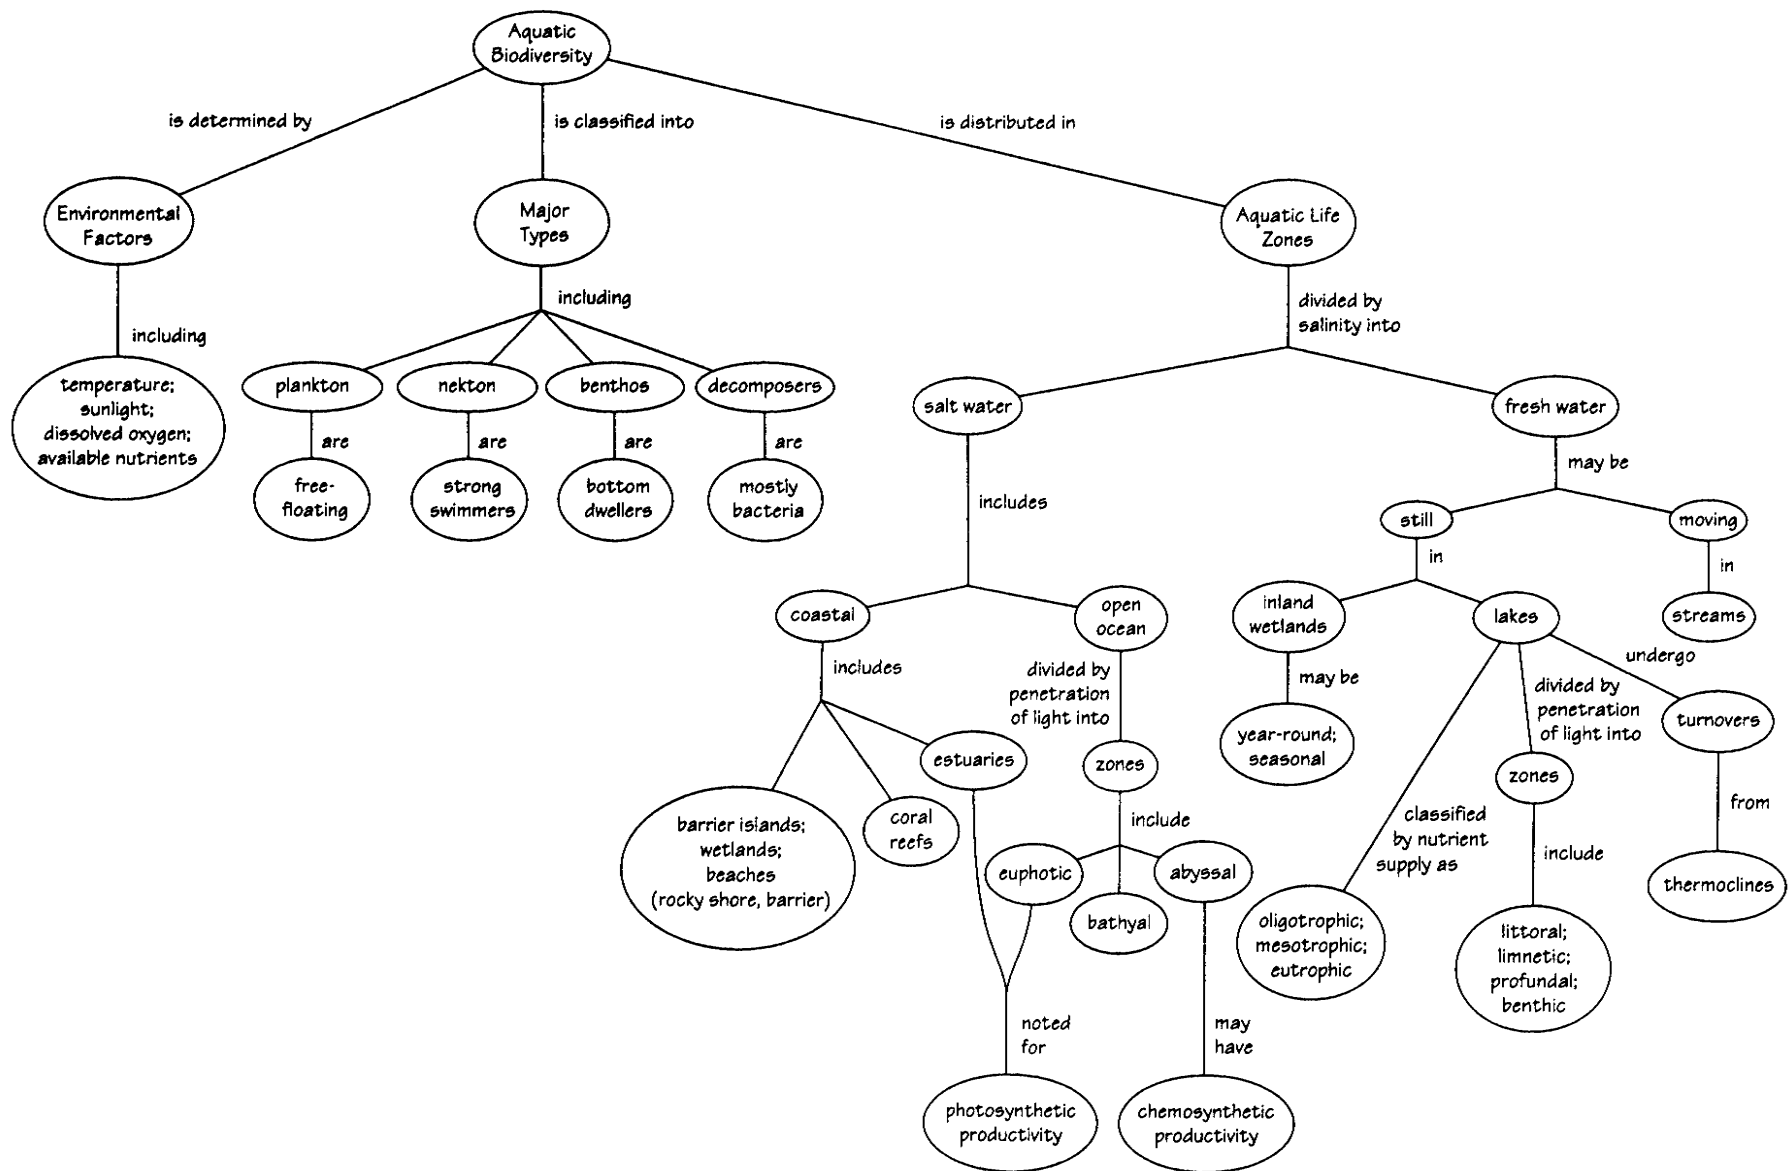 Aquatic
Biodiversity
is determined by
is classified into
is distributed in
Environmental
Factors
Major
Types
Aquatic Life
Zones
including
including
divided by
salinity into
temperature;
sunlight;
dissolved oxygen;
available nutrients
plankton
nekton
benthos
decomposers
are
are
are
are
free-
floating
strong
swimmers
bottom
dwellers
mostly
bacteria
salt water
fresh water
includes
may be
still
moving
in
in
coastal
open
ocean
inland
wetlands
lakes
streams
includes
divided by
penetration
of light into
may be
undergo
divided by
penetration
of light into
year-round;
seasonal
turnovers
estuaries
zones
zones
barrier islands;
wetlands;
beaches
(rocky shore, barrier)
coral
reefs
include
classified
by nutrient
supply as
from
include
euphotic
abyssal
bathyal
thermoclines
oligotrophic;
mesotrophic;
eutrophic
littoral;
limnetic;
profundal;
benthic
noted
for
may
have
photosynthetic
productivity
chemosynthetic
productivity